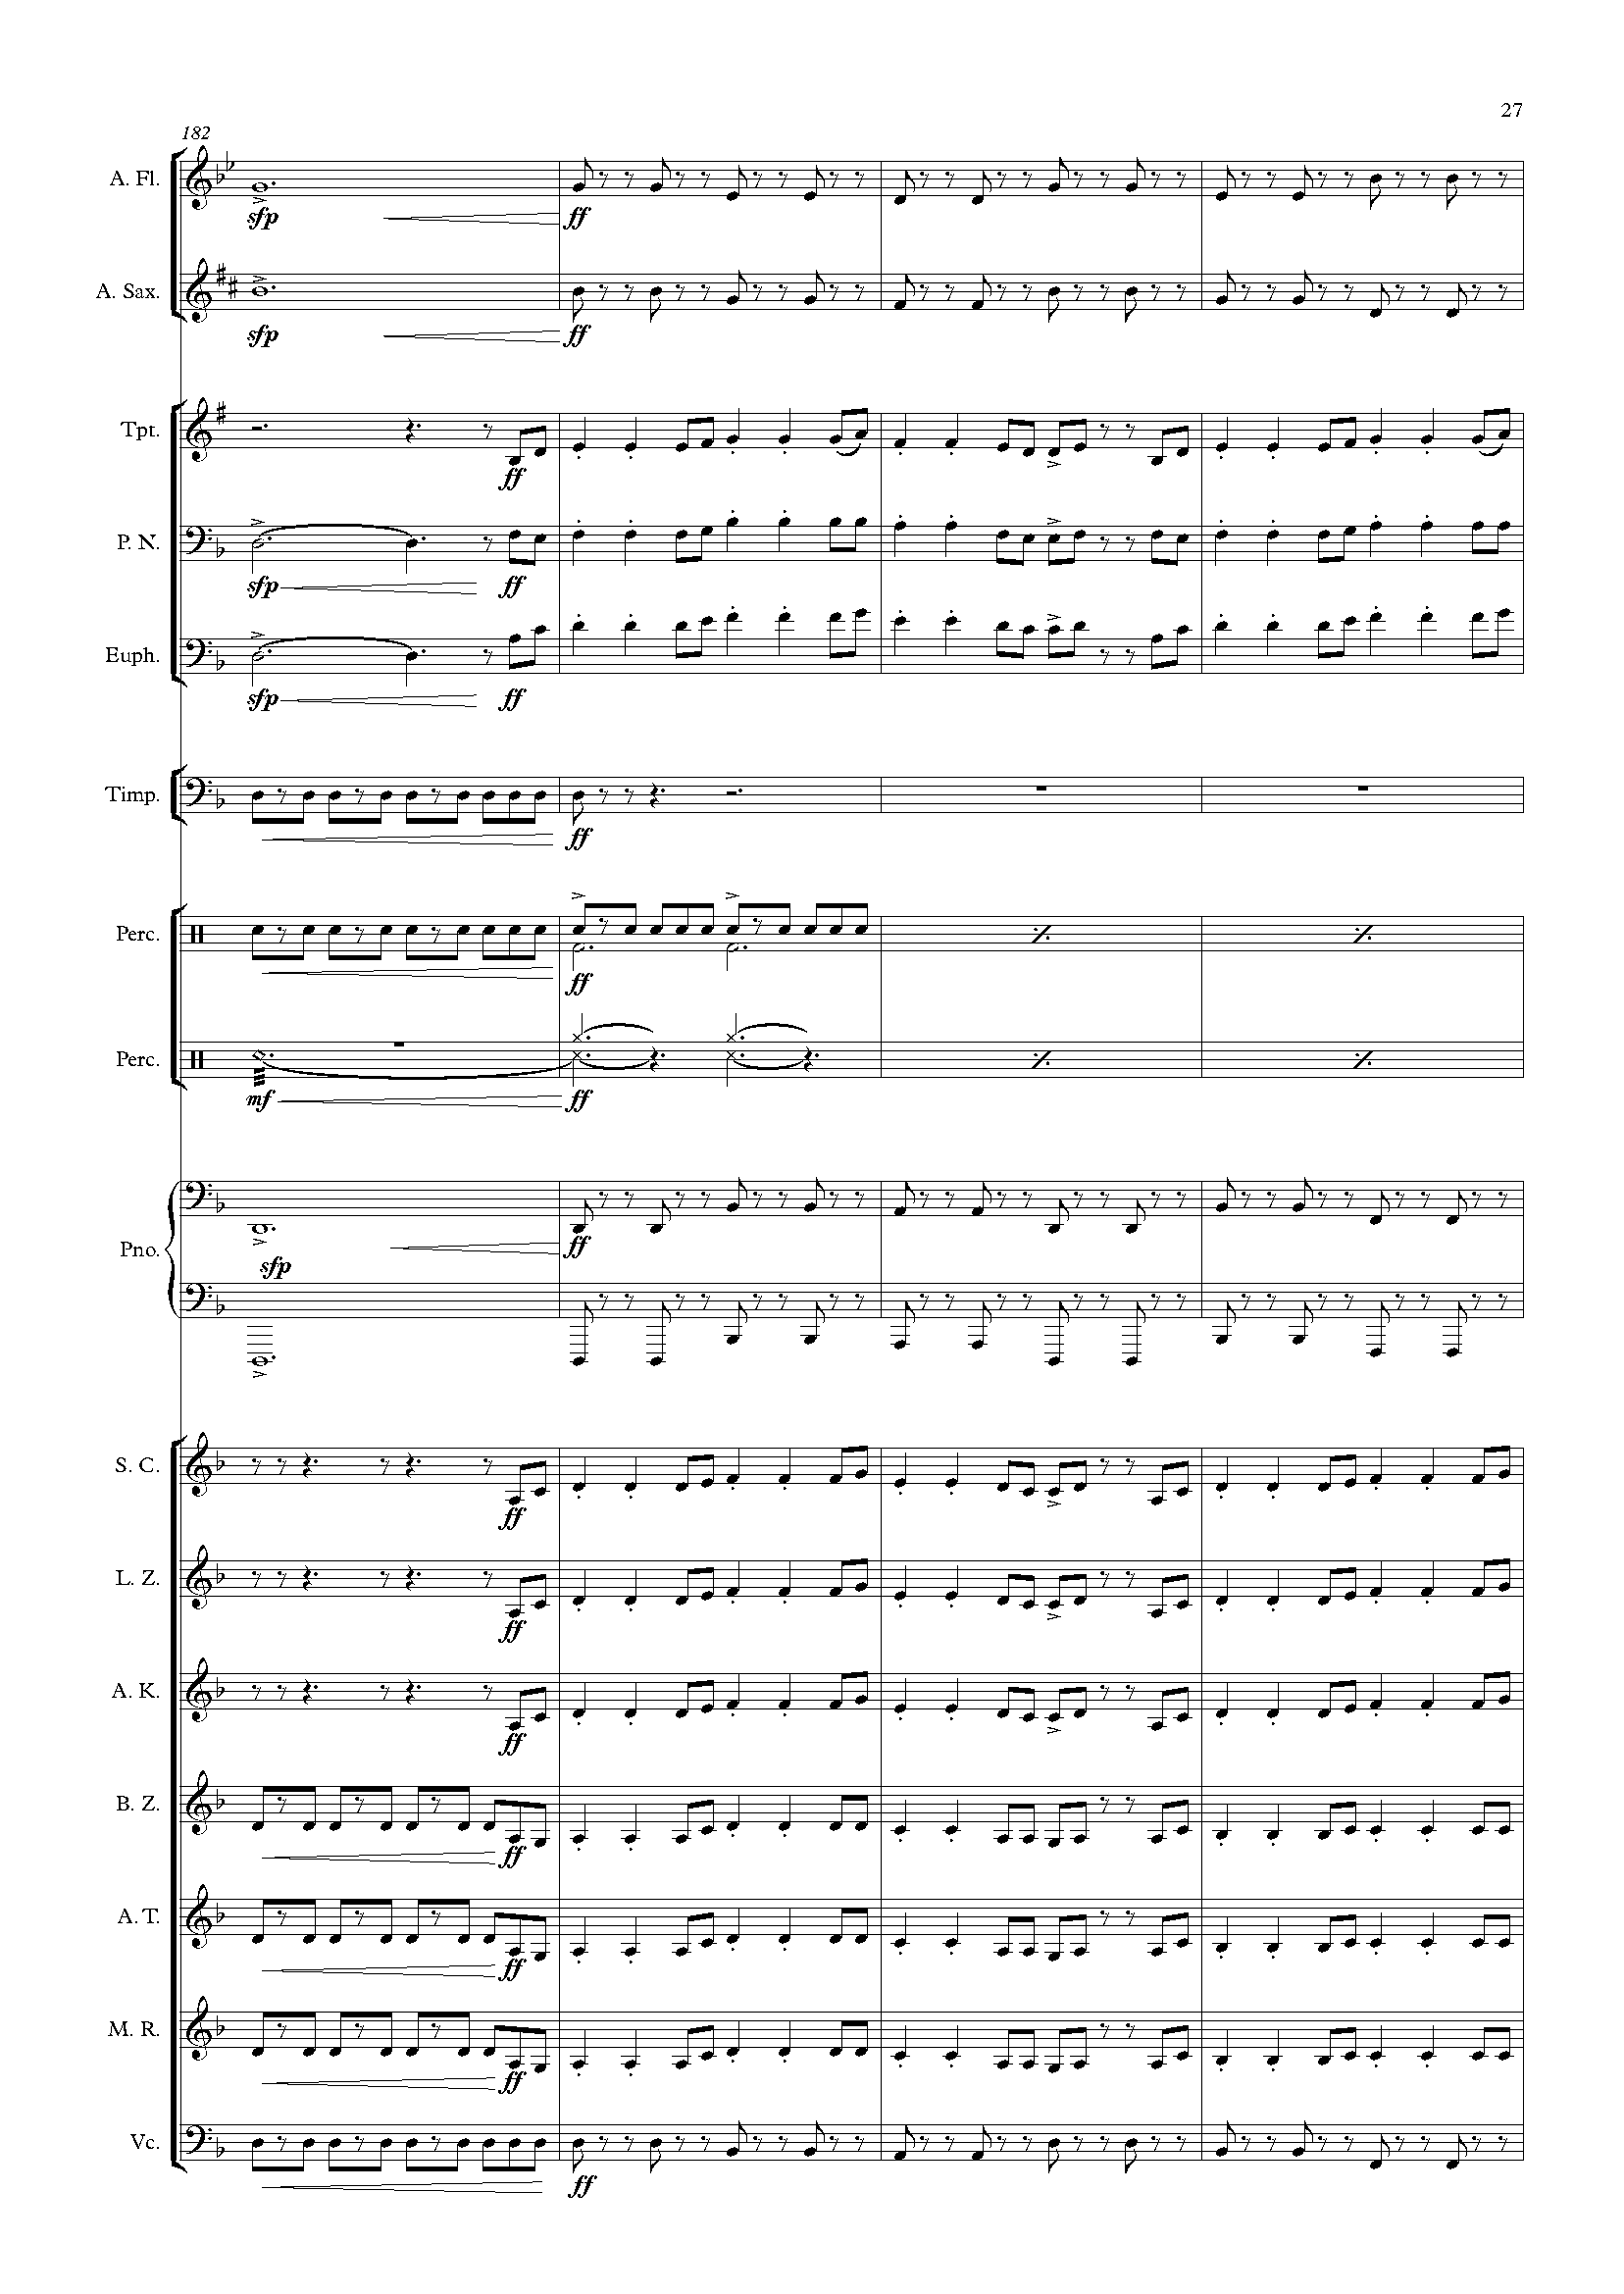 27
182
A. Fl.
sfp ff
A. Sax.
sfp ff
Tpt.
ff
P. N.
sfp ff
Euph.
sfp ff
Timp.
ff
Perc.
ff
Perc.
mf ff
ff
Pno.
sfp
S. C.
ff
L. Z.
ff
A. K.
ff
B. Z.
ff
A. T.
ff
M. R.
ff
Vc.
ff